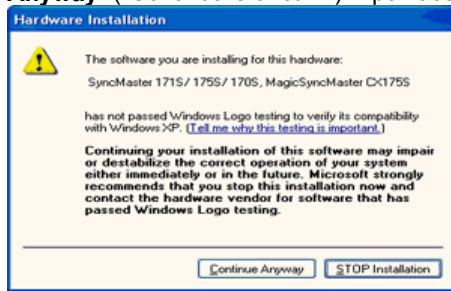 Anyway
Hardware Installation
The software you are installing for this hardware:
SyncMaster 171S/ 175S/ 170S, MagicSyncMaster CX175S
has not passed Windows Logo testing to verify its compatibility
with Windows XP. (Tell me why this testing is important.)
Continuing your installation of this software may impair
or destabilize the correct operation of your system
either immediately or in the future. Microsoft strongly
recommends that you stop this installation now and
contact the hardware vendor for software that has
passed Windows Logo testing.
Continue Anyway
STOP Installation